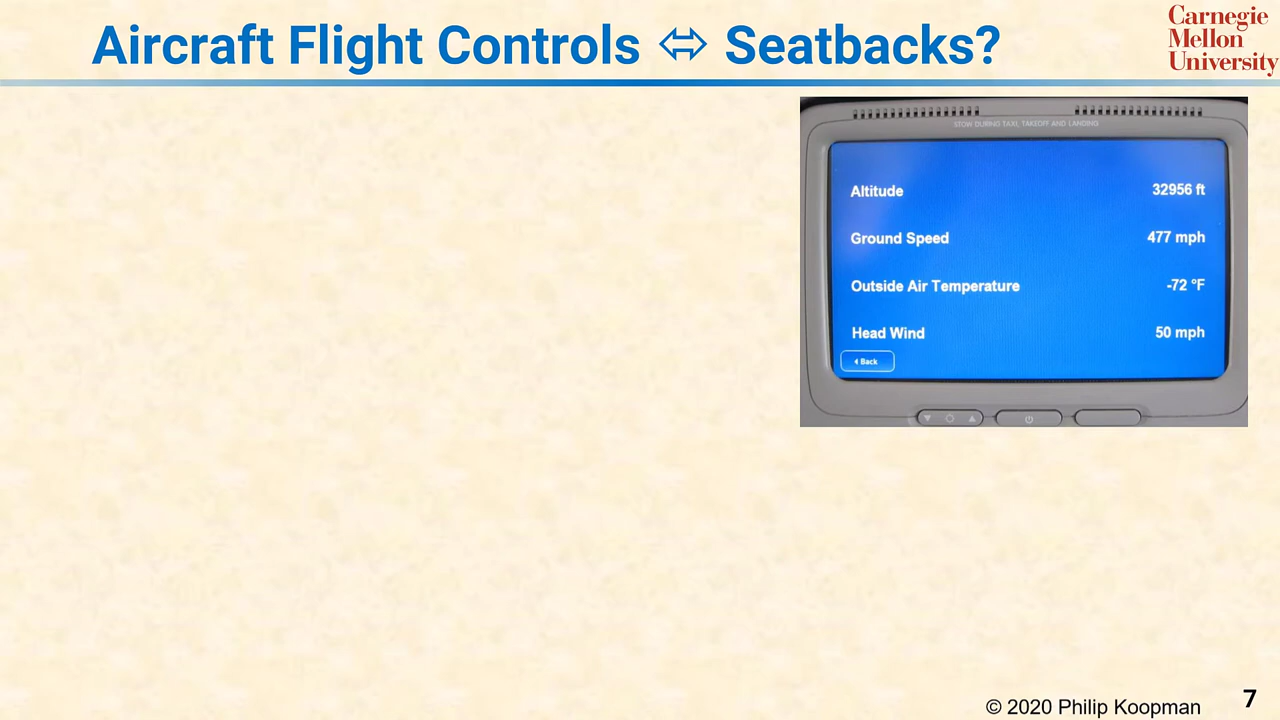 Aircraft Flight Controls ⬄ Seatbacks?
Carnegie
Mellon
University
STOW DURING TAXI, TAKEOFF AND LANDING
Altitude 32956 ft
Ground Speed 477 mph
Outside Air Temperature -72 °F
Head Wind 50 mph
Back
© 2020 Philip Koopman
7